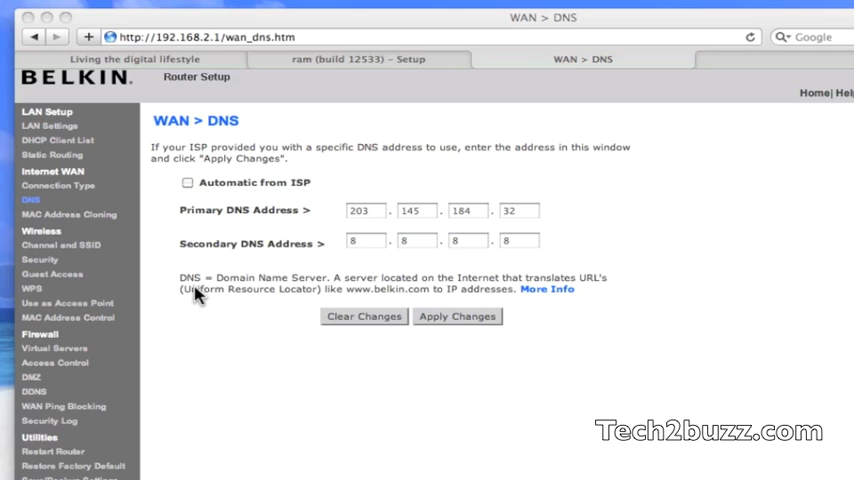 WAN > DNS
http://192.168.2.1/wan_dns.htm
Google
Living the digital lifestyle
ram (build 12533) - Setup
WAN > DNS
BELKIN.
Router Setup
Home| Hel
LAN Setup
LAN Settings
DHCP Client List
Static Routing
Internet WAN
Connection Type
DNS
MAC Address Cloning
Wireless
Channel and SSID
Security
Guest Access
WPS
Use as Access Point
MAC Address Control
Firewall
Virtual Servers
Access Control
DMZ
DDNS
WAN Ping Blocking
Security Log
Utilities
Restart Router
Restore Factory Default
Save/Backup Settings
WAN > DNS
If your ISP provided you with a specific DNS address to use, enter the address in this window
and click "Apply Changes".
Automatic from ISP
Primary DNS Address > 203 . 145 . 184 . 32
Secondary DNS Address > 8 . 8 . 8 . 8
DNS = Domain Name Server. A server located on the Internet that translates URL's
(Uniform Resource Locator) like www.belkin.com to IP addresses. More Info
Clear Changes
Apply Changes
Tech2buzz.com